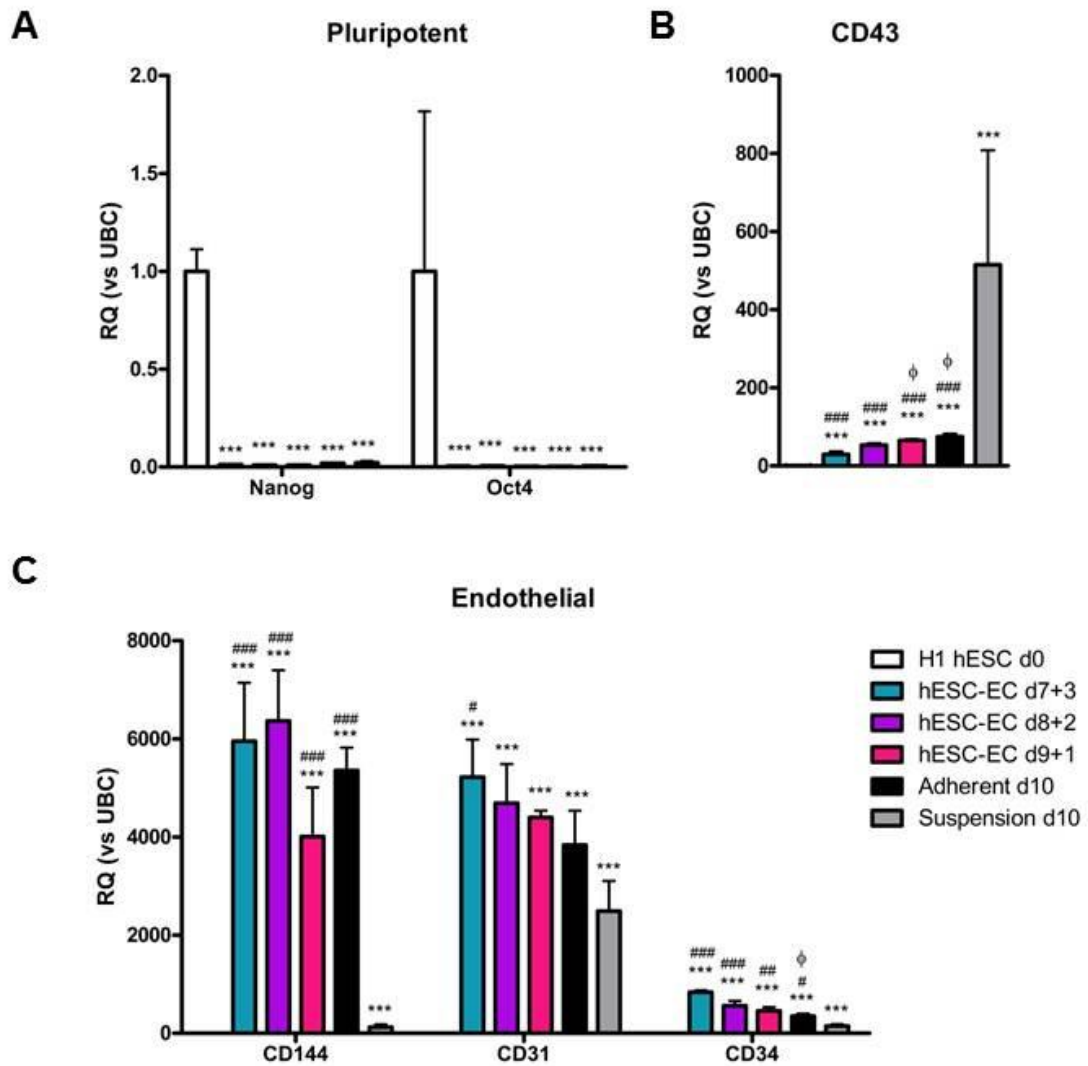 A
Pluripotent
2.0
1.5
1.0
0.5
0.0
RQ (vs UBC)
*** *** *** *** ***
*** *** *** *** ***
Nanog
Oct4
B
CD43
1000
800
600
400
200
0
RQ (vs UBC)
###
***
###
***
ϕ
###
***
ϕ
###
***
***
C
Endothelial
8000
6000
4000
2000
0
RQ (vs UBC)
###
***
###
***
###
***
###
***
***
#
***
***
***
***
***
###
***
###
***
##
***
ϕ
#
***
***
CD144
CD31
CD34
H1 hESC d0
hESC-EC d7+3
hESC-EC d8+2
hESC-EC d9+1
Adherent d10
Suspension d10